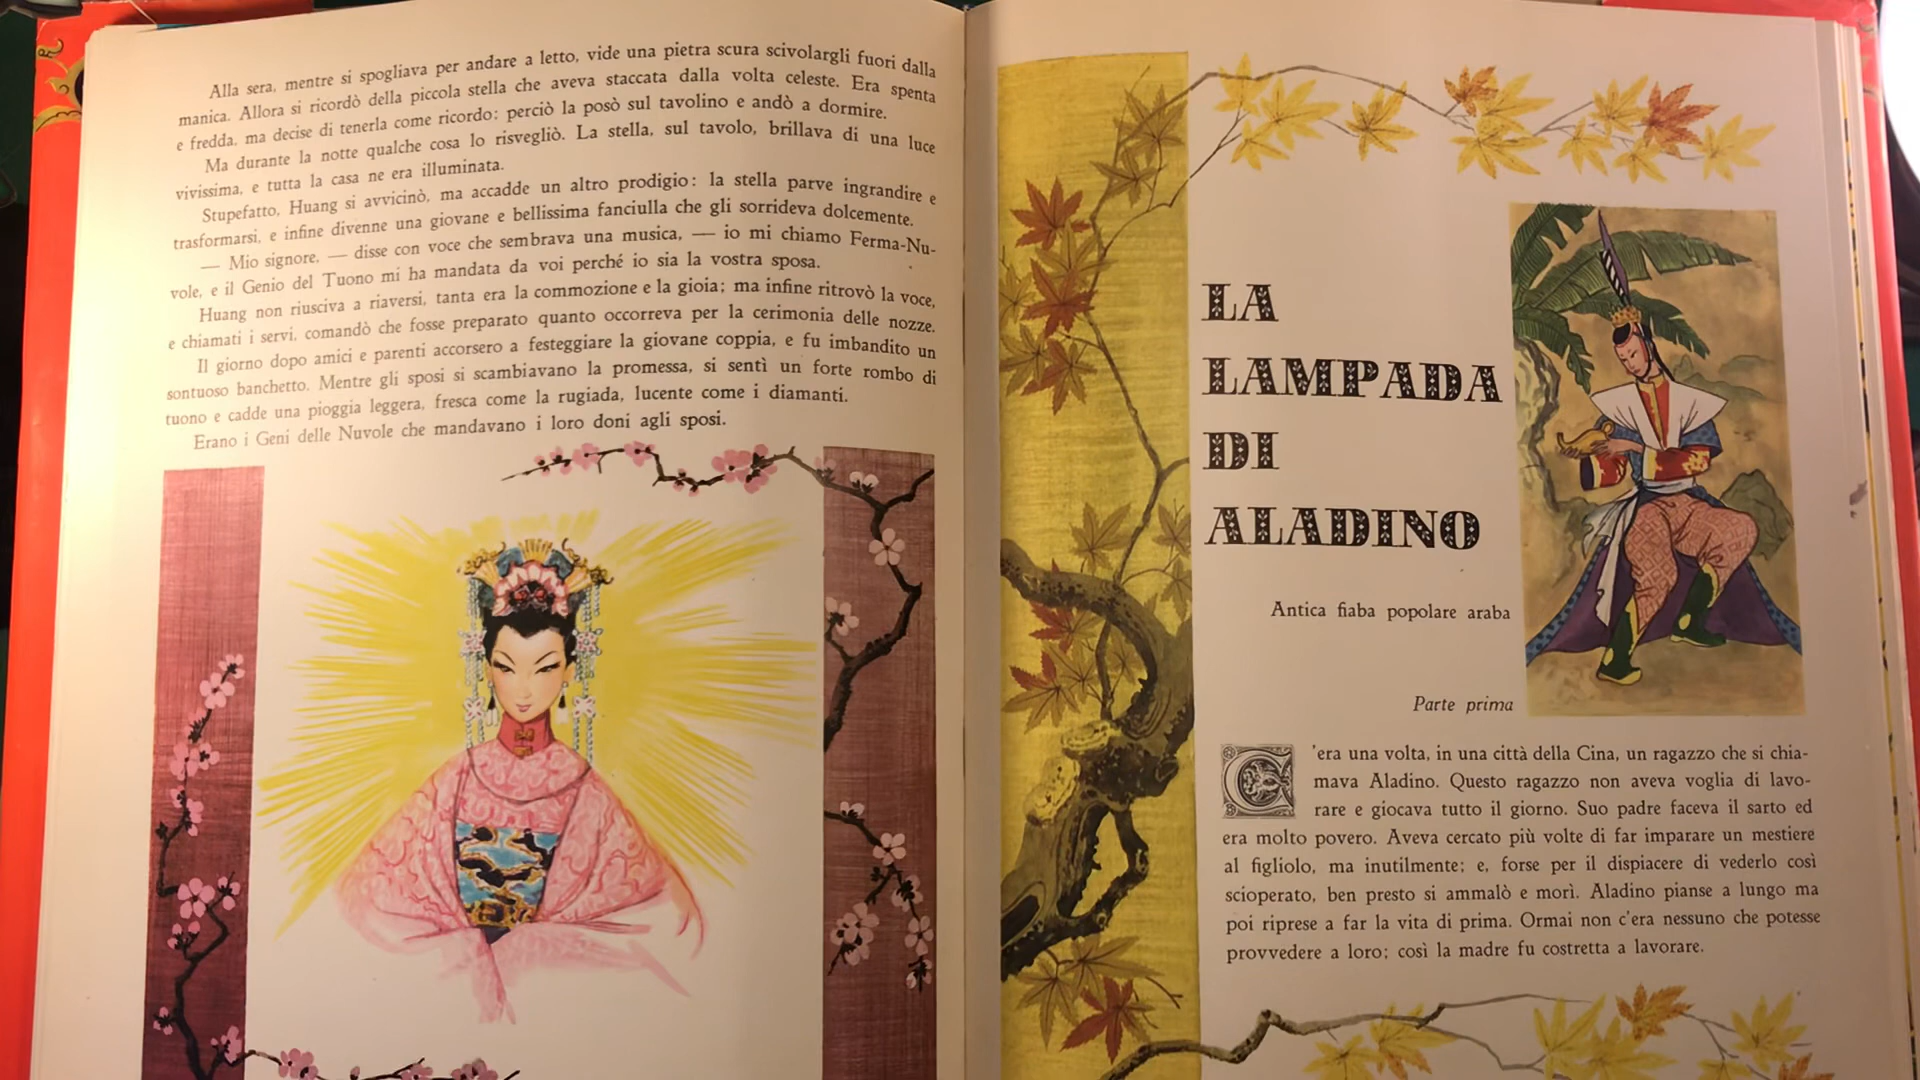 Alla sera, mentre si spogliava per andare a letto, vide una pietra scura scivolargli fuori dalla
manica. Allora si ricordò della piccola stella che aveva staccata dalla volta celeste. Era spenta
e fredda, ma decise di tenerla come ricordo: perciò la posò sul tavolino e andò a dormire.
Ma durante la notte qualche cosa lo risvegliò. La stella, sul tavolo, brillava di una luce
vivissima, e tutta la casa ne era illuminata.
Stupefatto, Huang si avvicinò, ma accadde un altro prodigio: la stella parve ingrandire e
trasformarsi, e infine divenne una giovane e bellissima fanciulla che gli sorrideva dolcemente.
— Mio signore, — disse con voce che sembrava una musica, — io mi chiamo Ferma-Nu-
vole, e il Genio del Tuono mi ha mandata da voi perché io sia la vostra sposa.
Huang non riusciva a riaversi, tanta era la commozione e la gioia; ma infine ritrovò la voce,
e chiamati i servi, comandò che fosse preparato quanto occorreva per la cerimonia delle nozze.
Il giorno dopo amici e parenti accorsero a festeggiare la giovane coppia, e fu imbandito un
sontuoso banchetto. Mentre gli sposi si scambiavano la promessa, si sentì un forte rombo di
tuono e cadde una pioggia leggera, fresca come la rugiada, lucente come i diamanti.
Erano i Geni delle Nuvole che mandavano i loro doni agli sposi.
LA
LAMPADA
DI
ALADINO
Antica fiaba popolare araba
Parte prima
C'era una volta, in una città della Cina, un ragazzo che si chia-
mava Aladino. Questo ragazzo non aveva voglia di lavo-
rare e giocava tutto il giorno. Suo padre faceva il sarto ed
era molto povero. Aveva cercato più volte di far imparare un mestiere
al figliolo, ma inutilmente; e, forse per il dispiacere di vederlo così
scioperato, ben presto si ammalò e morì. Aladino pianse a lungo ma
poi riprese a far la vita di prima. Ormai non c'era nessuno che potesse
provvedere a loro; così la madre fu costretta a lavorare.